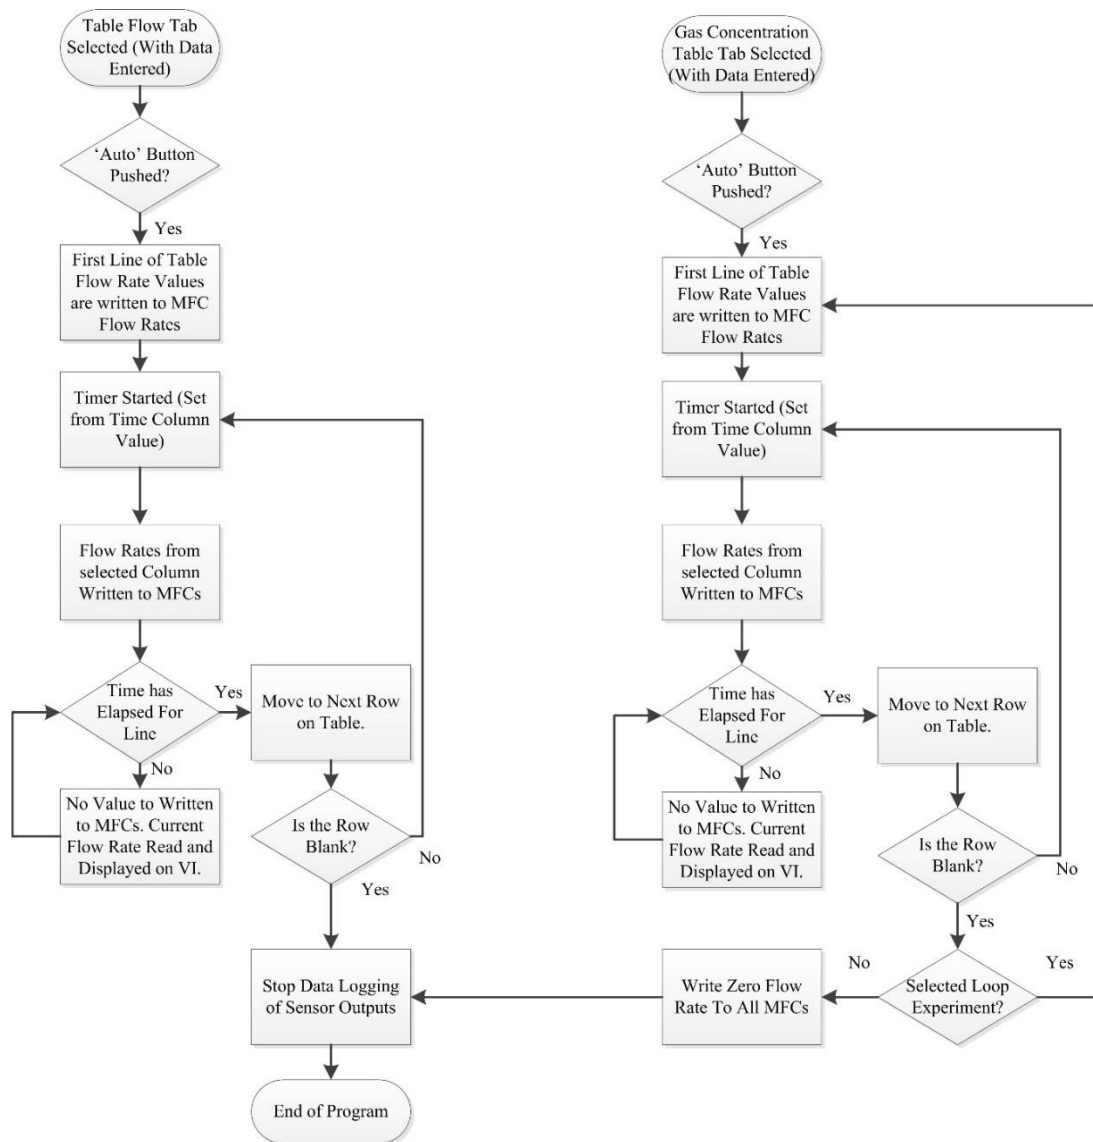 Table Flow Tab
Selected (With Data
Entered)
‘Auto’ Button
Pushed?
Yes
First Line of Table
Flow Rate Values
are written to MFC
Flow Rates
Timer Started (Set
from Time Column
Value)
Flow Rates from
selected Column
Written to MFCs
Time has
Elapsed For
Line
Yes
No
Move to Next Row
on Table.
No Value to Written
to MFCs. Current
Flow Rate Read and
Displayed on VI.
Is the Row
Blank?
No
Yes
Stop Data Logging
of Sensor Outputs
End of Program
Gas Concentration
Table Tab Selected
(With Data Entered)
‘Auto’ Button
Pushed?
Yes
First Line of Table
Flow Rate Values
are written to MFC
Flow Rates
Timer Started (Set
from Time Column
Value)
Flow Rates from
selected Column
Written to MFCs
Time has
Elapsed For
Line
Yes
No
Move to Next Row
on Table.
No Value to Written
to MFCs. Current
Flow Rate Read and
Displayed on VI.
Is the Row
Blank?
No
Yes
Selected Loop
Experiment?
No
Yes
Write Zero Flow
Rate To All MFCs